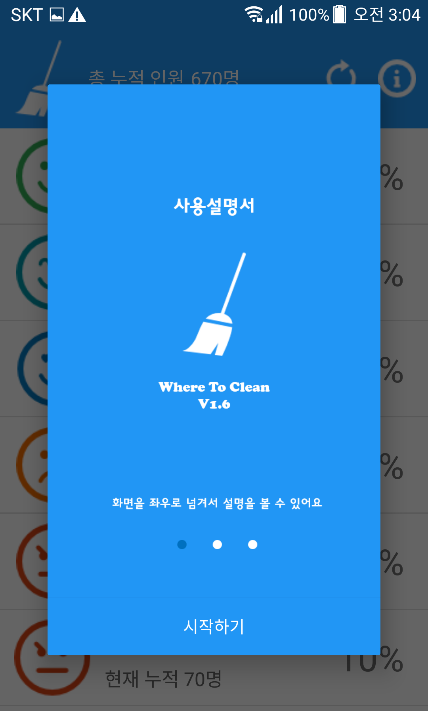 SKT 100% 오전 3:04
총 누적 인원 670명
%
%
%
%
%
사용설명서
Where To Clean
V1.6
화면을 좌우로 넘겨서 설명을 볼 수 있어요
시작하기
10%
현재 누적 70명